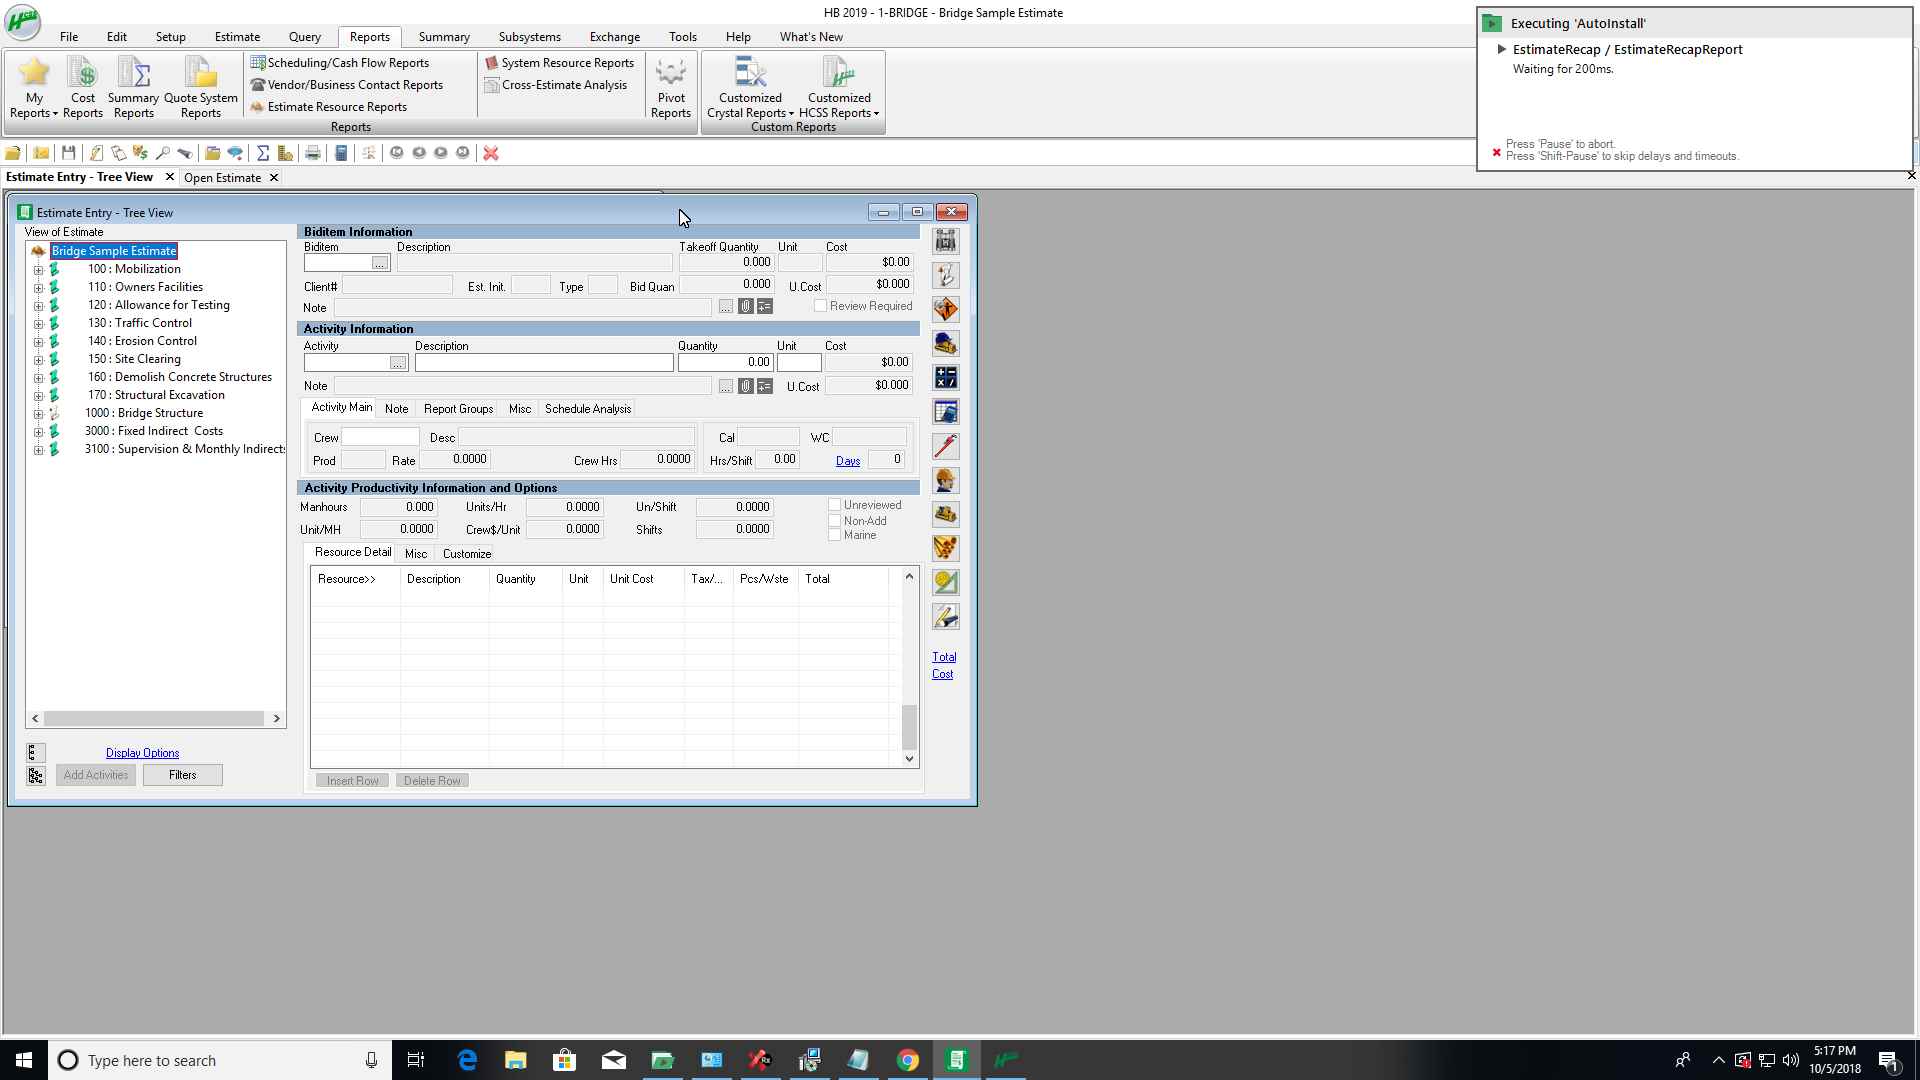 HB 2019 - 1-BRIDGE - Bridge Sample Estimate
File Edit Setup Estimate Query Reports Summary Subsystems Exchange Tools Help What's New
My Reports
Cost Reports
Summary Reports
Quote System Reports
Scheduling/Cash Flow Reports
Vendor/Business Contact Reports
Estimate Resource Reports
System Resource Reports
Cross-Estimate Analysis
Reports
Pivot Reports
Customized Crystal Reports
Customized HCSS Reports
Custom Reports
Executing 'AutoInstall'
EstimateRecap / EstimateRecapReport
Waiting for 200ms.
Press 'Pause' to abort.
Press 'Shift-Pause' to skip delays and timeouts.
Estimate Entry - Tree View Open Estimate
Estimate Entry - Tree View
View of Estimate
Bridge Sample Estimate
100 : Mobilization
110 : Owners Facilities
120 : Allowance for Testing
130 : Traffic Control
140 : Erosion Control
150 : Site Clearing
160 : Demolish Concrete Structures
170 : Structural Excavation
1000 : Bridge Structure
3000 : Fixed Indirect Costs
3100 : Supervision & Monthly Indirects
Display Options
Add Activities Filters
Biditem Information
Biditem Description Takeoff Quantity Unit Cost
... 0.000 $0.00
Client# Est. Init. Type Bid Quan 0.000 U.Cost $0.000
Note ... Review Required
Activity Information
Activity Description Quantity Unit Cost
... 0.00 $0.00
Note ... U.Cost $0.000
Activity Main Note Report Groups Misc Schedule Analysis
Crew Desc Cal WC
Prod Rate 0.0000 Crew Hrs 0.0000 Hrs/Shift 0.00 Days 0
Activity Productivity Information and Options
Manhours 0.000 Units/Hr 0.0000 Un/Shift 0.0000 Unreviewed
Non-Add
Unit/MH 0.0000 Crew$/Unit 0.0000 Shifts 0.0000 Marine
Resource Detail Misc Customize
Resource>> Description Quantity Unit Unit Cost Tax/... Pcs/Wste Total
Insert Row Delete Row
Total
Cost
Type here to search
5:17 PM
10/5/2018
1